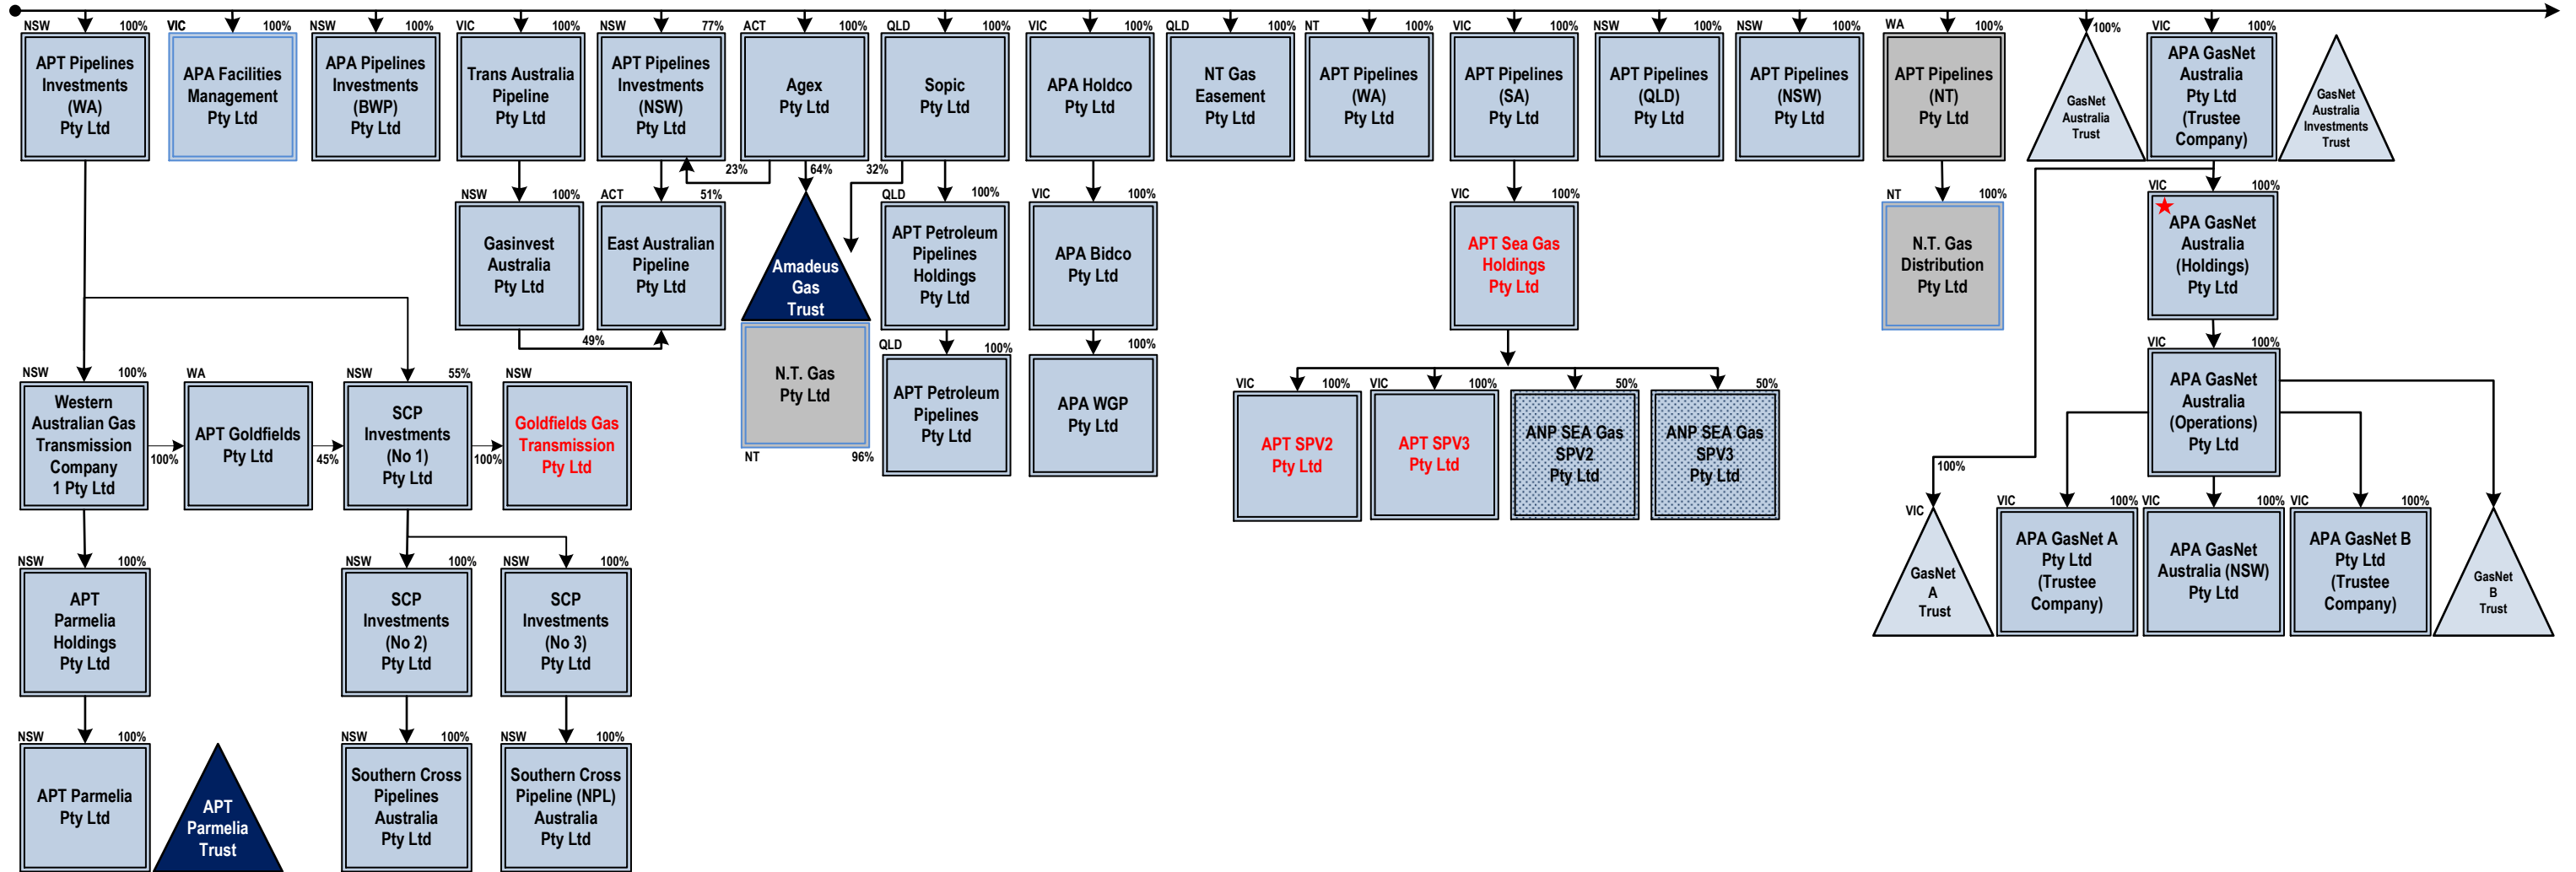 NSW 100%
APT Pipelines
Investments
(WA)
Pty Ltd
VIC 100%
APA Facilities
Management
Pty Ltd
NSW 100%
APA Pipelines
Investments
(BWP)
Pty Ltd
VIC 100%
Trans Australia
Pipeline
Pty Ltd
NSW 77%
APT Pipelines
Investments
(NSW)
Pty Ltd
ACT 100%
Agex
Pty Ltd
QLD 100%
Sopic
Pty Ltd
VIC 100%
APA Holdco
Pty Ltd
QLD 100%
NT Gas
Easement
Pty Ltd
NT 100%
APT Pipelines
(WA)
Pty Ltd
VIC 100%
APT Pipelines
(SA)
Pty Ltd
NSW 100%
APT Pipelines
(QLD)
Pty Ltd
NSW 100%
APT Pipelines
(NSW)
Pty Ltd
WA 100%
APT Pipelines
(NT)
Pty Ltd
100%
GasNet
Australia
Trust
VIC 100%
APA GasNet
Australia
Pty Ltd
(Trustee
Company)
GasNet
Australia
Investments
Trust
23%
64%
32%
NSW 100%
Gasinvest
Australia
Pty Ltd
ACT 51%
East Australian
Pipeline
Pty Ltd
49%
Amadeus
Gas
Trust
N.T. Gas
Pty Ltd
NT 96%
QLD 100%
APT Petroleum
Pipelines
Holdings
Pty Ltd
VIC 100%
APA Bidco
Pty Ltd
VIC 100%
APT Sea Gas
Holdings
Pty Ltd
NT 100%
N.T. Gas
Distribution
Pty Ltd
VIC 100%
APA GasNet
Australia
(Holdings)
Pty Ltd
QLD 100%
APT Petroleum
Pipelines
Pty Ltd
VIC 100%
APA WGP
Pty Ltd
VIC 100%
APA GasNet
Australia
(Operations)
Pty Ltd
NSW 100%
Western
Australian Gas
Transmission
Company
1 Pty Ltd
100%
WA
APT Goldfields
Pty Ltd
45%
NSW 55%
SCP
Investments
(No 1)
Pty Ltd
100%
NSW
Goldfields Gas
Transmission
Pty Ltd
VIC 100%
APT SPV2
Pty Ltd
VIC 100%
APT SPV3
Pty Ltd
50%
ANP SEA Gas
SPV2
Pty Ltd
50%
ANP SEA Gas
SPV3
Pty Ltd
100%
VIC
GasNet
A
Trust
VIC 100%
APA GasNet A
Pty Ltd
(Trustee
Company)
VIC 100%
APA GasNet
Australia (NSW)
Pty Ltd
VIC 100%
APA GasNet B
Pty Ltd
(Trustee
Company)
GasNet
B
Trust
NSW 100%
APT
Parmelia
Holdings
Pty Ltd
NSW 100%
SCP
Investments
(No 2)
Pty Ltd
NSW 100%
SCP
Investments
(No 3)
Pty Ltd
NSW 100%
APT Parmelia
Pty Ltd
APT
Parmelia
Trust
NSW 100%
Southern Cross
Pipelines
Australia
Pty Ltd
NSW 100%
Southern Cross
Pipeline (NPL)
Australia
Pty Ltd